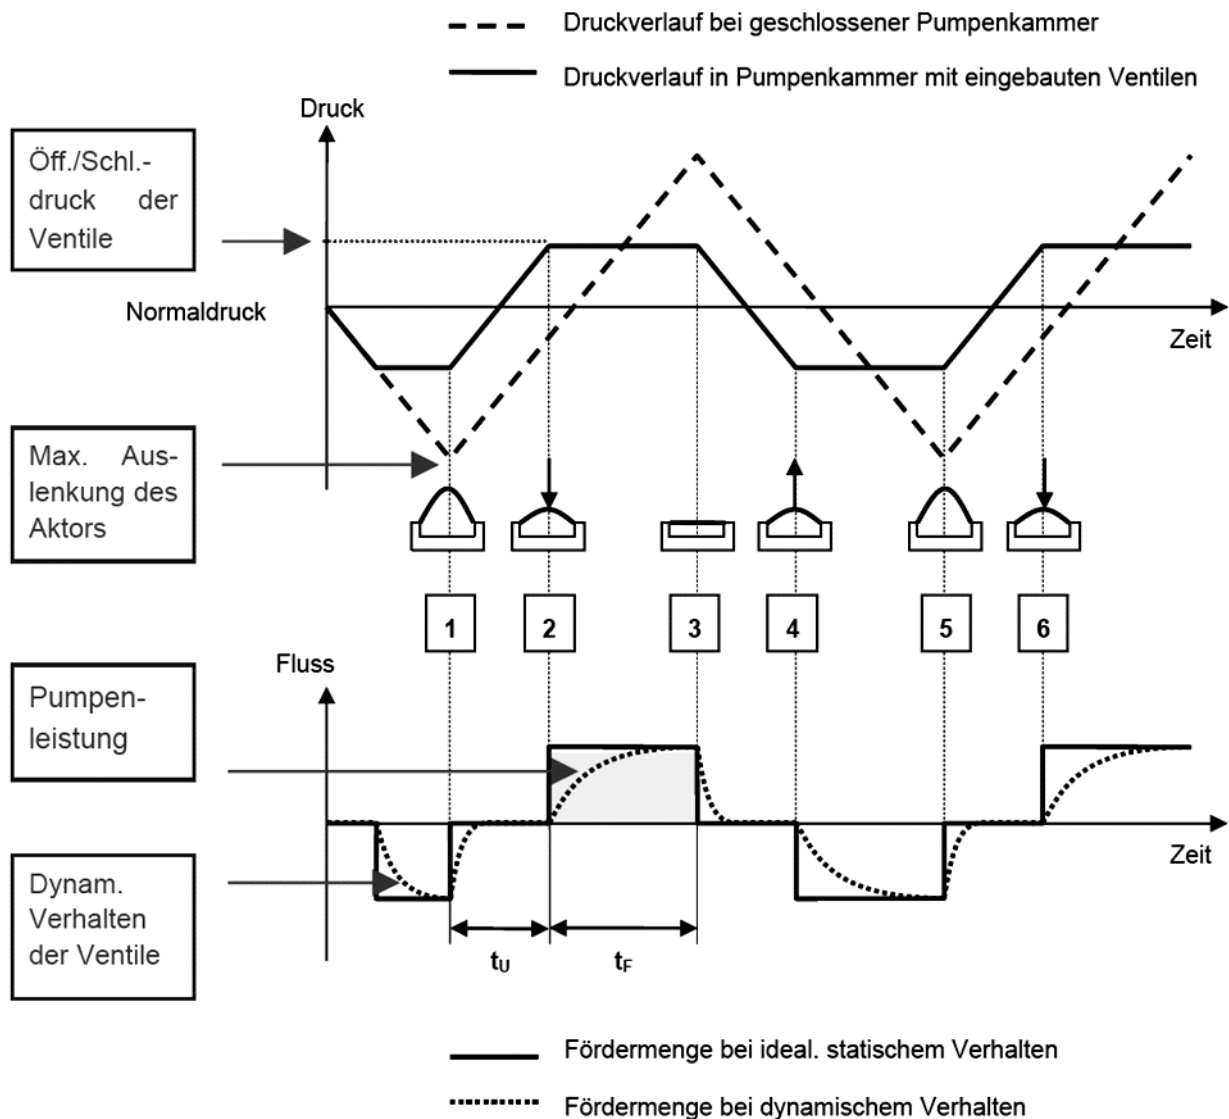 Druckverlauf bei geschlossener Pumpenkammer
Druckverlauf in Pumpenkammer mit eingebauten Ventilen
Druck
Öff./Schl.-
druck der
Ventile
Normaldruck
Zeit
Max. Aus-
lenkung des
Aktors
1 2 3 4 5 6
Fluss
Pumpen-
leistung
Zeit
Dynam.
Verhalten
der Ventile
tU tF
Fördermenge bei ideal. statischem Verhalten
Fördermenge bei dynamischem Verhalten